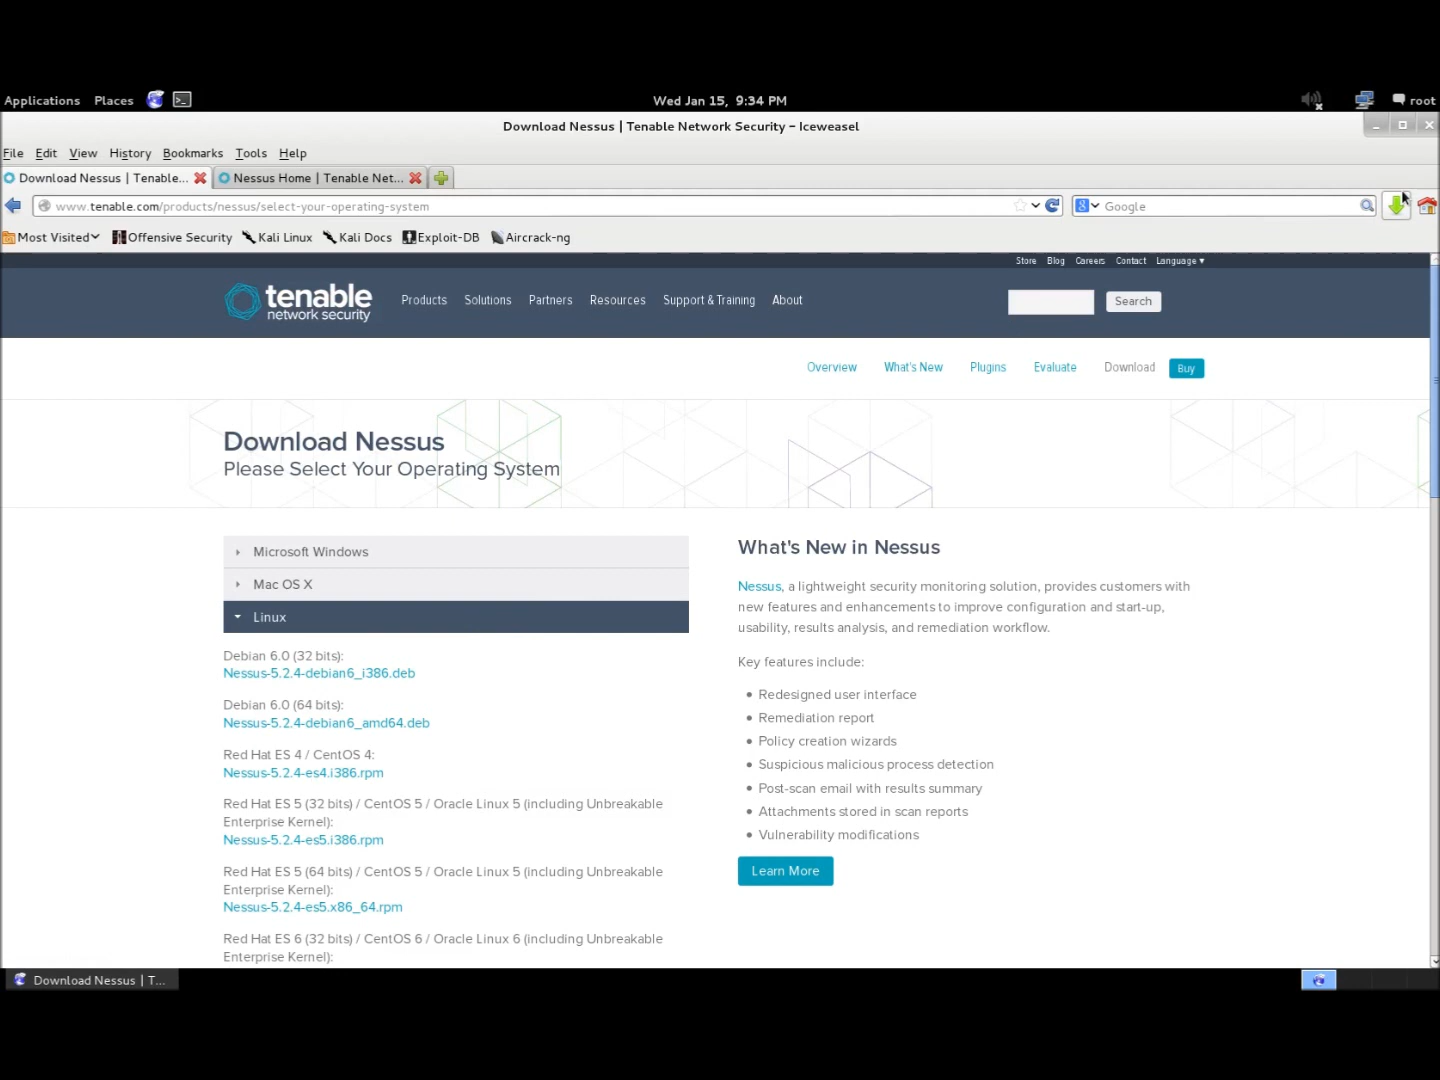 Applications Places
Wed Jan 15, 9:34 PM
root
Download Nessus | Tenable Network Security - Iceweasel
File Edit View History Bookmarks Tools Help
Download Nessus | Tenable...
Nessus Home | Tenable Net...
www.tenable.com/products/nessus/select-your-operating-system
Google
Most Visited
Offensive Security
Kali Linux
Kali Docs
Exploit-DB
Aircrack-ng
Store Blog Careers Contact Language
tenable
network security
Products Solutions Partners Resources Support & Training About
Search
Overview What's New Plugins Evaluate Download Buy
Download Nessus
Please Select Your Operating System
Microsoft Windows
Mac OS X
Linux
Debian 6.0 (32 bits):
Nessus-5.2.4-debian6_i386.deb
Debian 6.0 (64 bits):
Nessus-5.2.4-debian6_amd64.deb
Red Hat ES 4 / CentOS 4:
Nessus-5.2.4-es4.i386.rpm
Red Hat ES 5 (32 bits) / CentOS 5 / Oracle Linux 5 (including Unbreakable
Enterprise Kernel):
Nessus-5.2.4-es5.i386.rpm
Red Hat ES 5 (64 bits) / CentOS 5 / Oracle Linux 5 (including Unbreakable
Enterprise Kernel):
Nessus-5.2.4-es5.x86_64.rpm
Red Hat ES 6 (32 bits) / CentOS 6 / Oracle Linux 6 (including Unbreakable
Enterprise Kernel):
What's New in Nessus
Nessus, a lightweight security monitoring solution, provides customers with
new features and enhancements to improve configuration and start-up,
usability, results analysis, and remediation workflow.
Key features include:
Redesigned user interface
Remediation report
Policy creation wizards
Suspicious malicious process detection
Post-scan email with results summary
Attachments stored in scan reports
Vulnerability modifications
Learn More
Download Nessus | T...